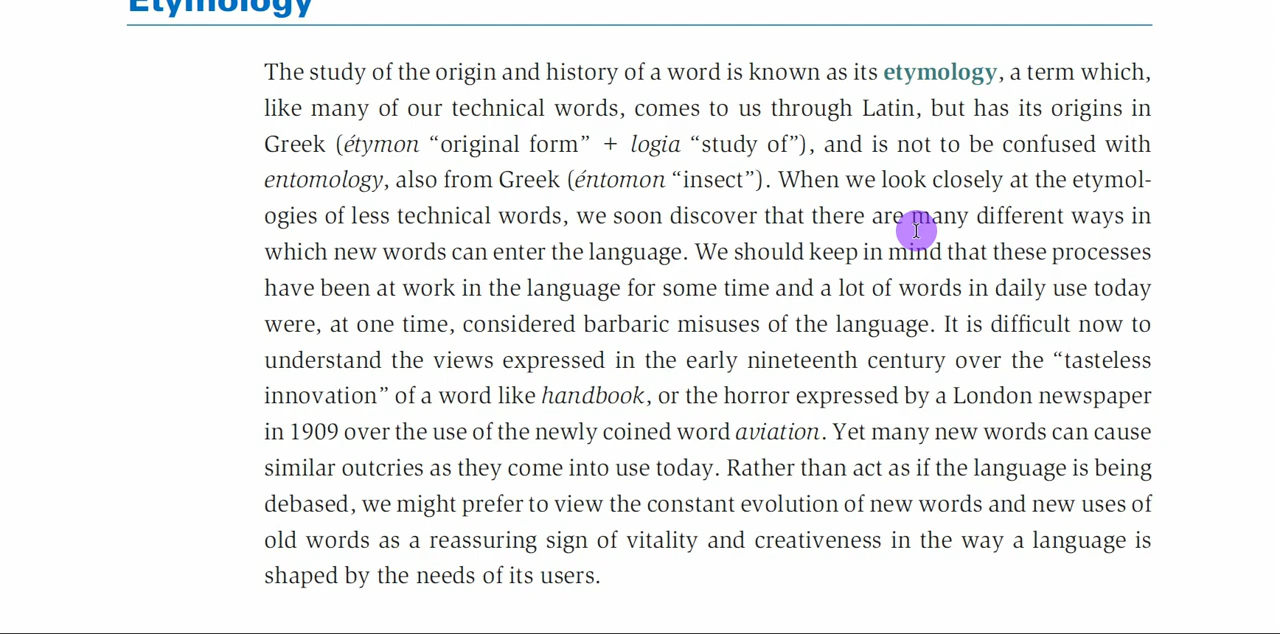 Etymology
The study of the origin and history of a word is known as its etymology, a term which,
like many of our technical words, comes to us through Latin, but has its origins in
Greek (étymon “original form” + logia “study of”), and is not to be confused with
entomology, also from Greek (éntomon “insect”). When we look closely at the etymol-
ogies of less technical words, we soon discover that there are many different ways in
which new words can enter the language. We should keep in mind that these processes
have been at work in the language for some time and a lot of words in daily use today
were, at one time, considered barbaric misuses of the language. It is difficult now to
understand the views expressed in the early nineteenth century over the “tasteless
innovation” of a word like handbook, or the horror expressed by a London newspaper
in 1909 over the use of the newly coined word aviation. Yet many new words can cause
similar outcries as they come into use today. Rather than act as if the language is being
debased, we might prefer to view the constant evolution of new words and new uses of
old words as a reassuring sign of vitality and creativeness in the way a language is
shaped by the needs of its users.